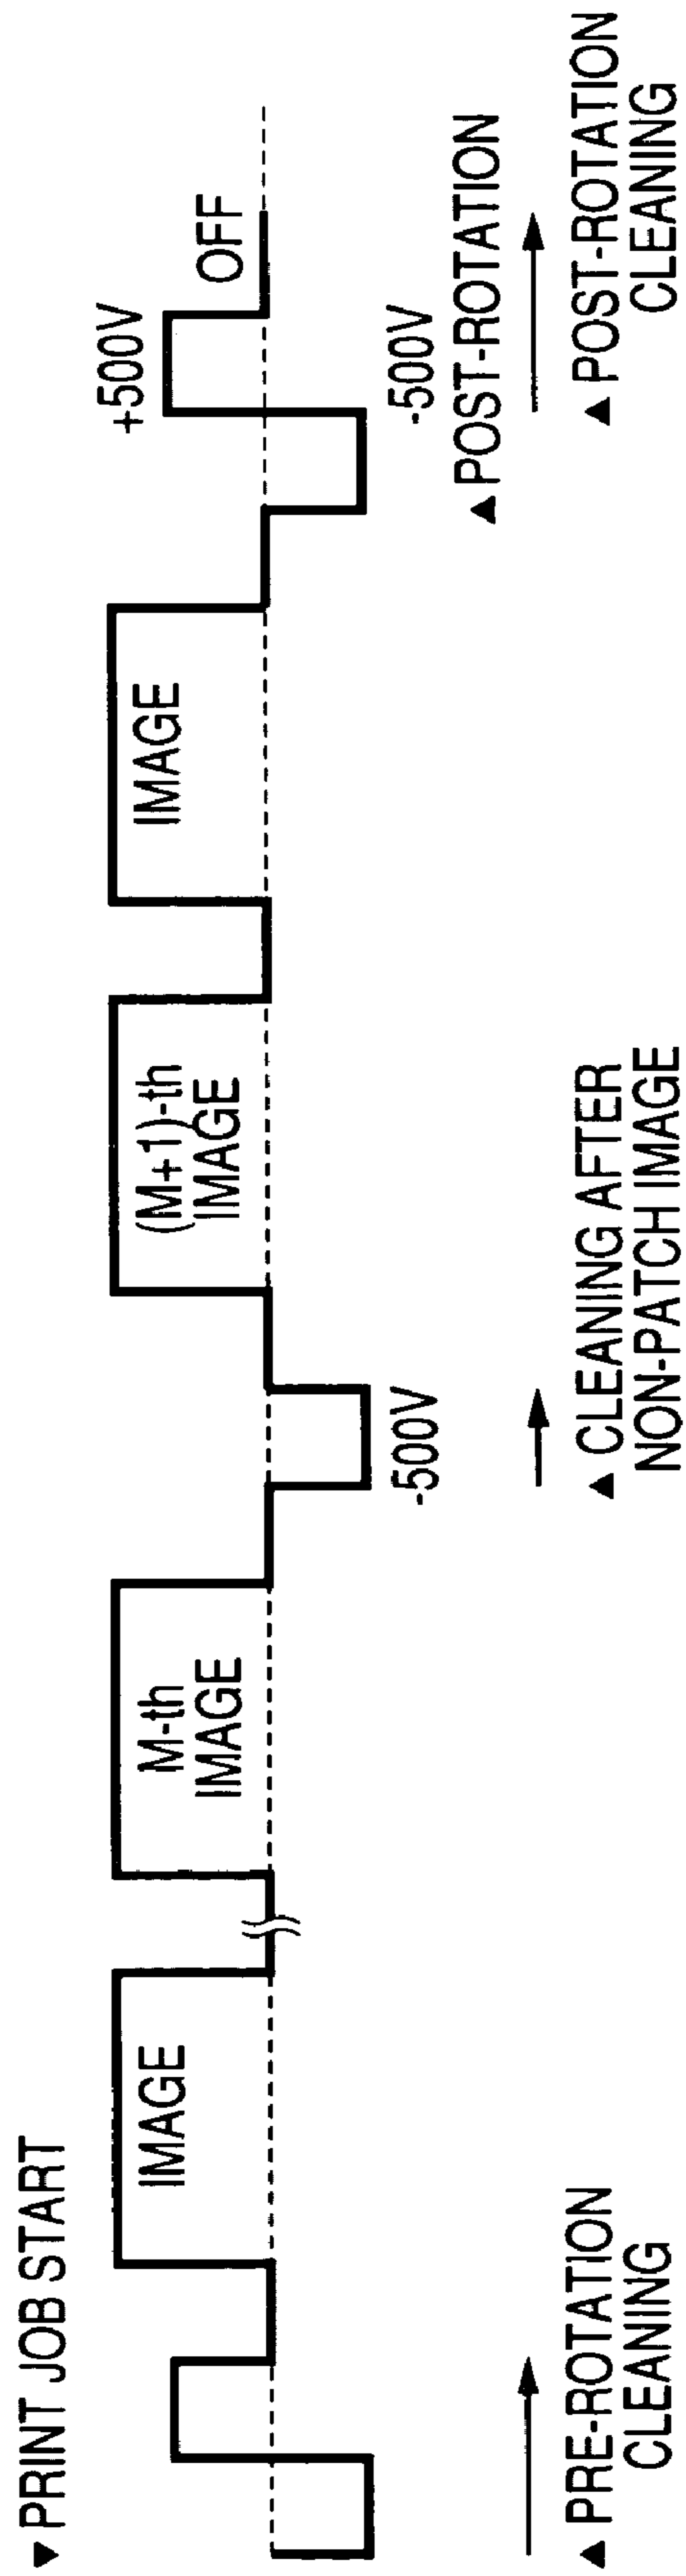 ▼ PRINT JOB START
IMAGE
M-th
IMAGE
(M+1)-th
IMAGE
IMAGE
+500V
OFF
-500V
-500V
▲ POST-ROTATION
▲ PRE-ROTATION
CLEANING
▲ CLEANING AFTER
NON-PATCH IMAGE
▲ POST-ROTATION
CLEANING